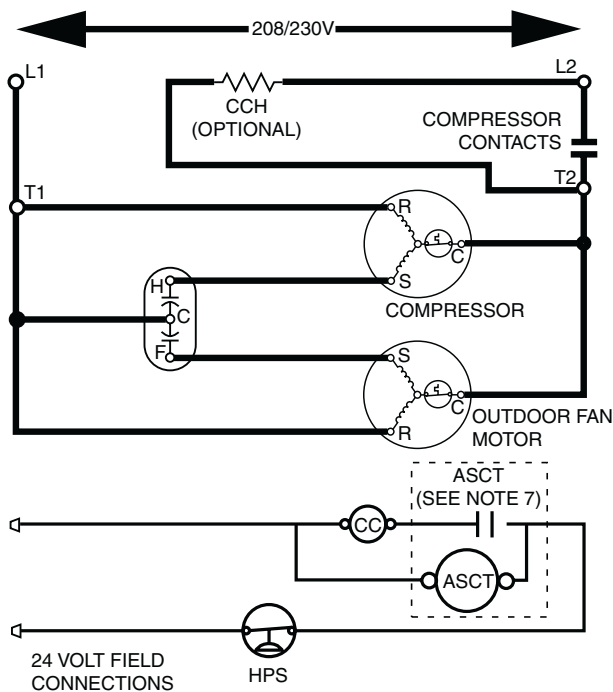 208/230V
L1
L2
CCH
(OPTIONAL)
COMPRESSOR
CONTACTS
T1
T2
R
C
S
COMPRESSOR
H
C
F
S
C
R
OUTDOOR FAN
MOTOR
ASCT
(SEE NOTE 7)
CC
ASCT
24 VOLT FIELD
CONNECTIONS
HPS